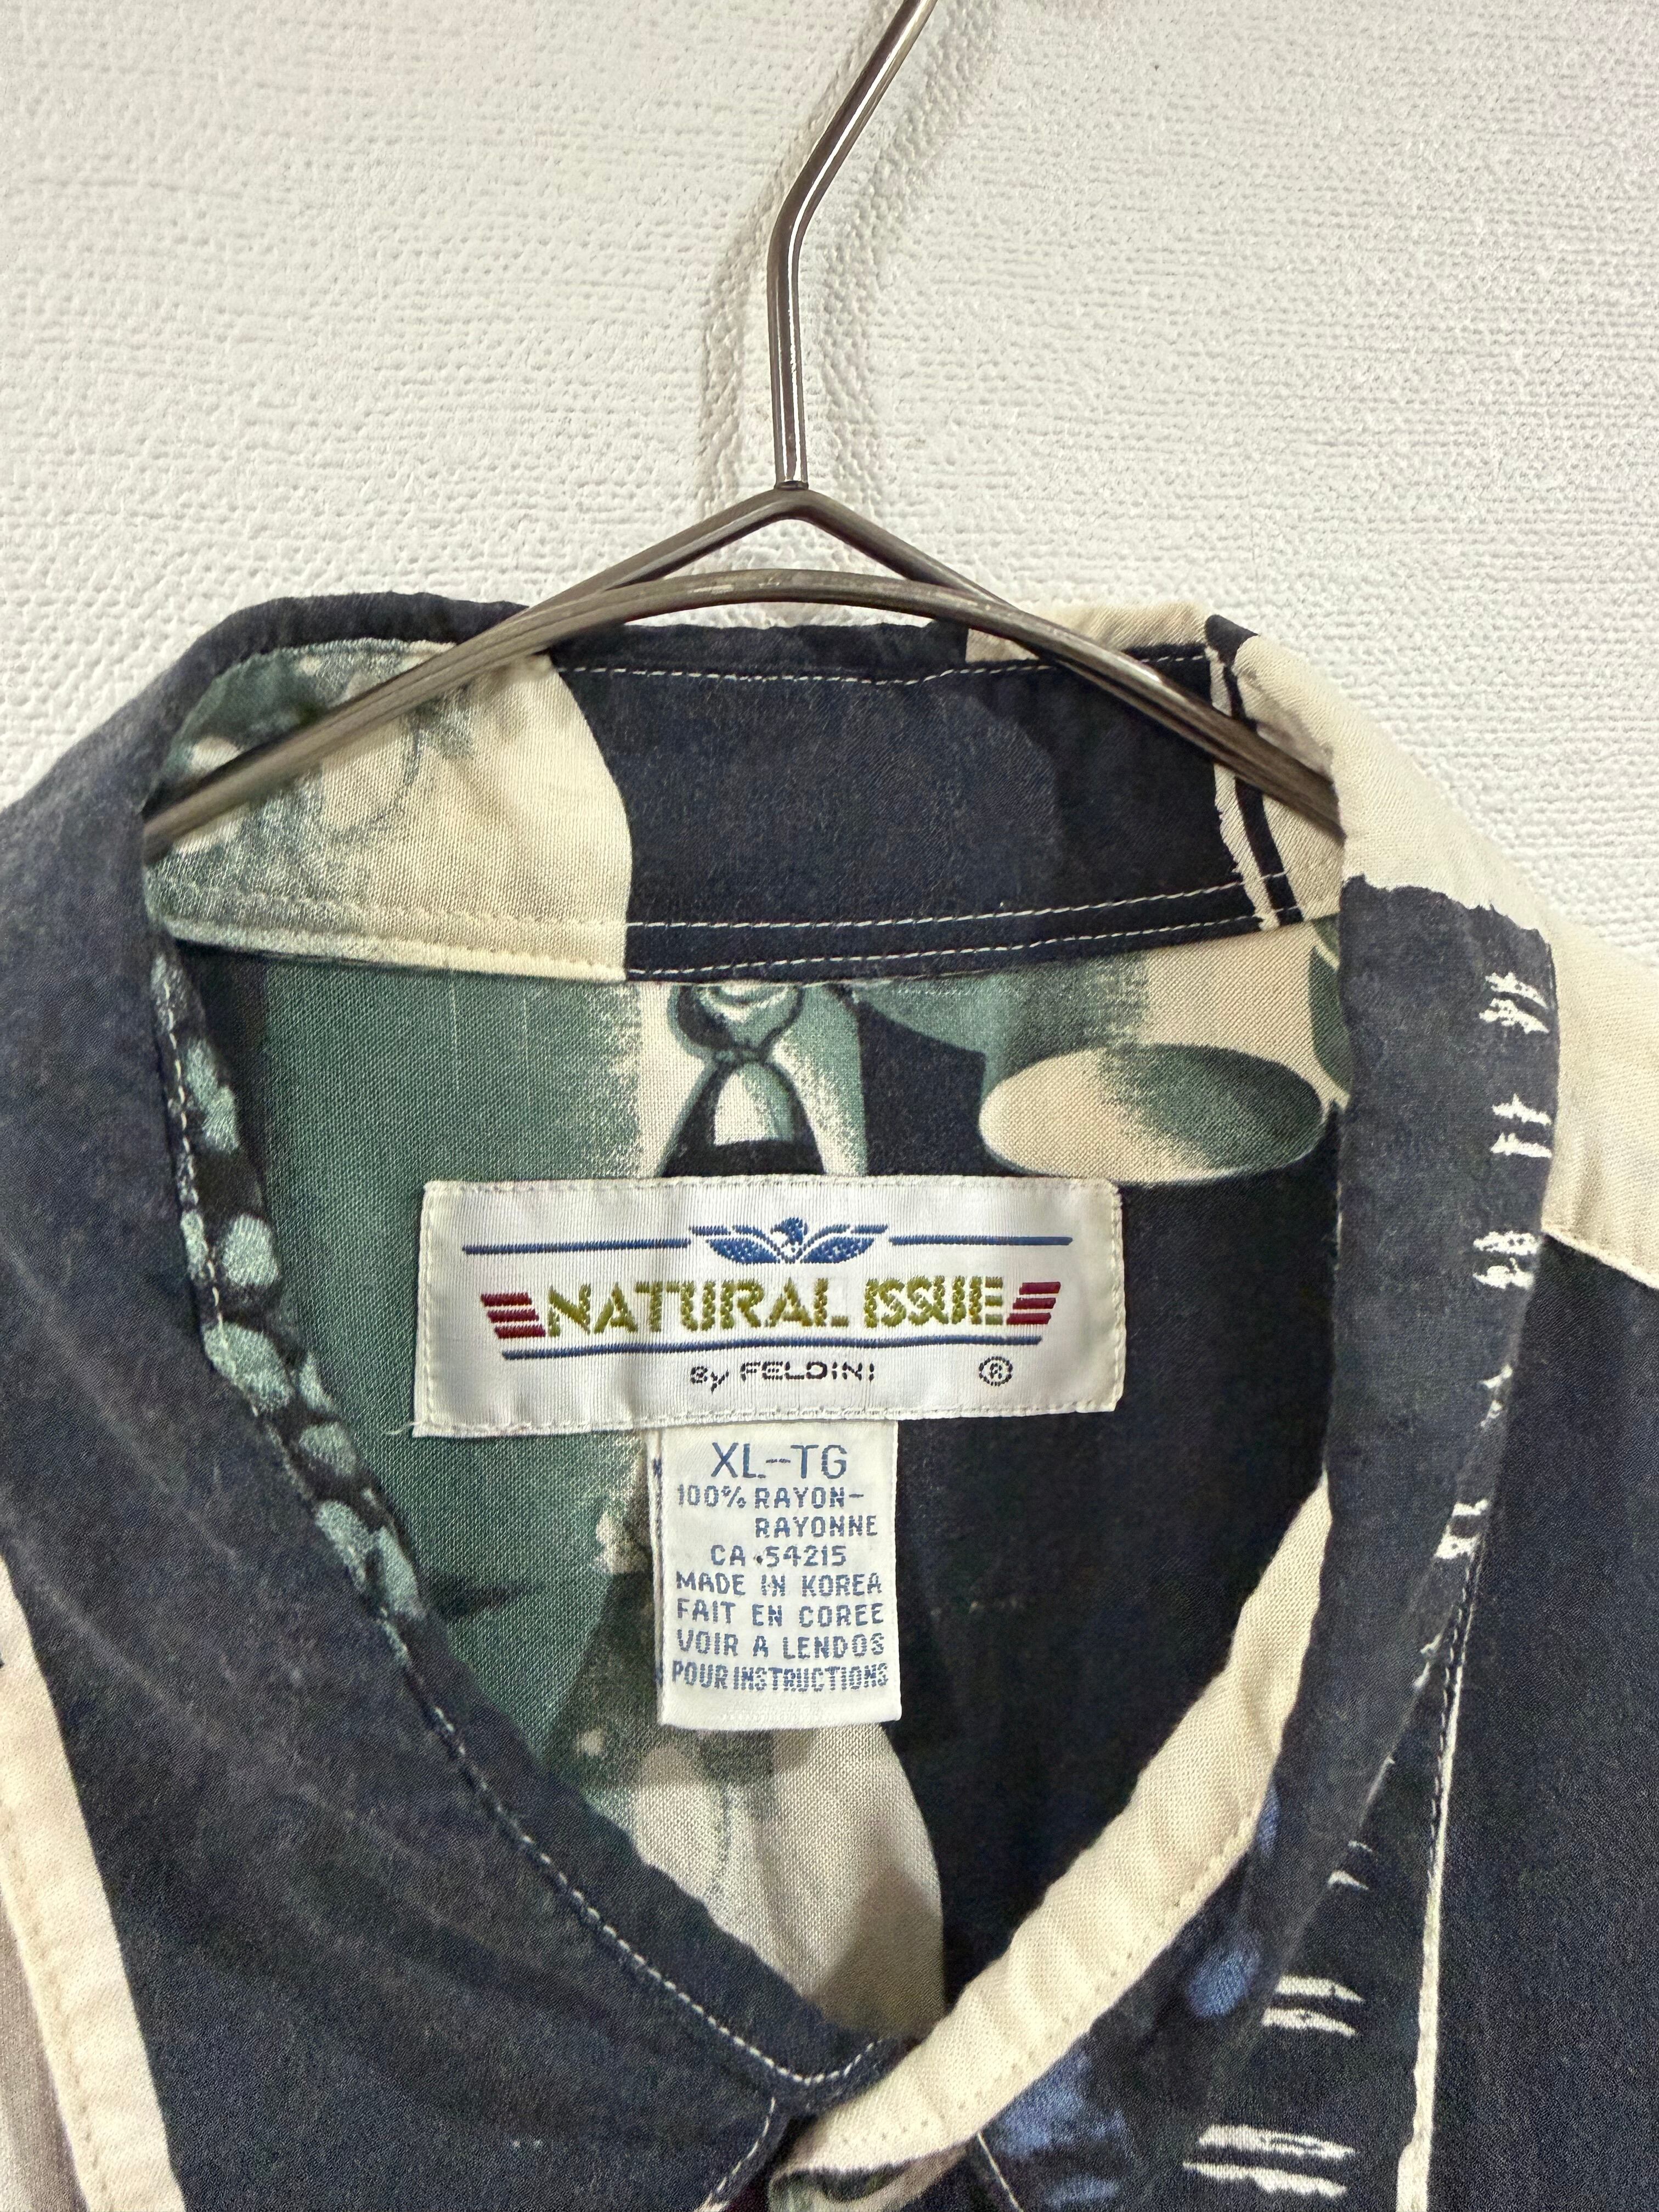 NATURAL ISSUE
By FELDINI ®
XL--TG
100% RAYON-
RAYONNE
CA 54215
MADE IN KOREA
FAIT EN COREE
VOIR A LENDOS
POUR INSTRUCTIONS